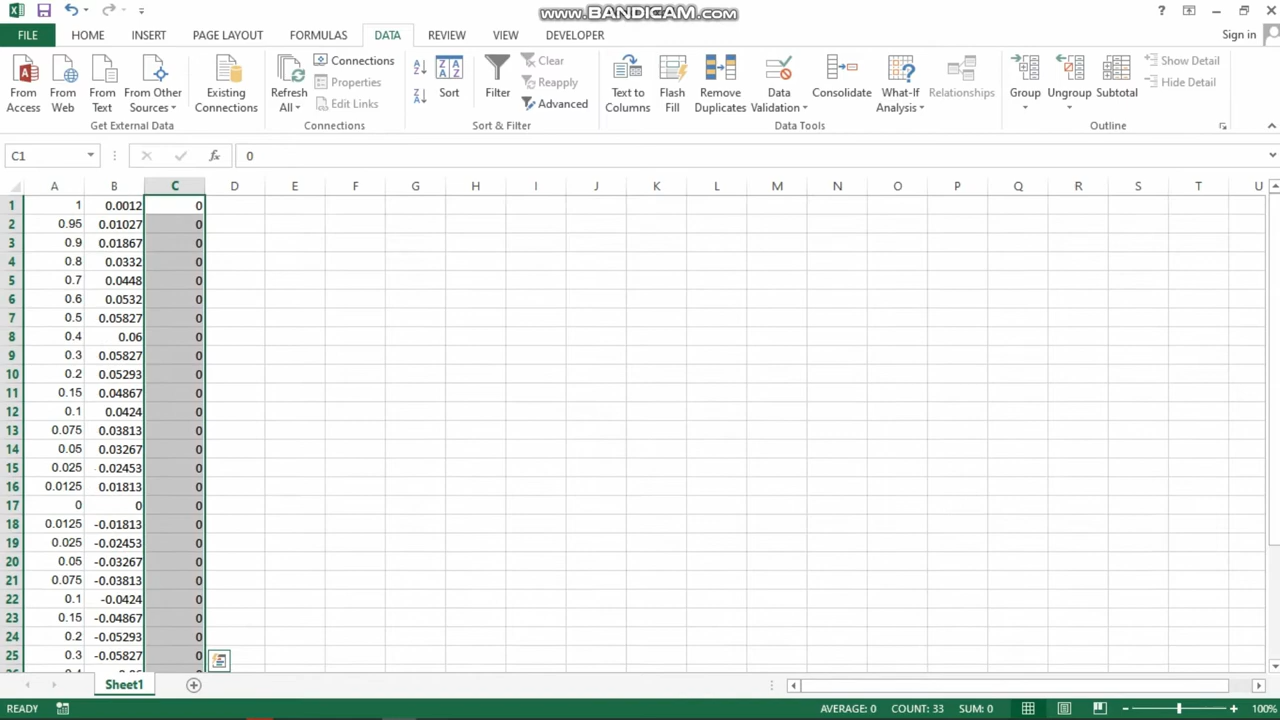 www.BANDICAM.com
FILE HOME INSERT PAGE LAYOUT FORMULAS DATA REVIEW VIEW DEVELOPER Sign in
From Access
From Web
From Text
From Other Sources
Existing Connections
Get External Data
Refresh All
Connections
Properties
Edit Links
Connections
Sort
Filter
Clear
Reapply
Advanced
Sort & Filter
Text to Columns
Flash Fill
Remove Duplicates
Data Validation
Consolidate
What-If Analysis
Relationships
Data Tools
Group
Ungroup
Subtotal
Show Detail
Hide Detail
Outline
C1 fx 0
A B C D E F G H I J K L M N O P Q R S T U
1 1 0.0012 0
2 0.95 0.01027 0
3 0.9 0.01867 0
4 0.8 0.0332 0
5 0.7 0.0448 0
6 0.6 0.0532 0
7 0.5 0.05827 0
8 0.4 0.06 0
9 0.3 0.05827 0
10 0.2 0.05293 0
11 0.15 0.04867 0
12 0.1 0.0424 0
13 0.075 0.03813 0
14 0.05 0.03267 0
15 0.025 0.02453 0
16 0.0125 0.01813 0
17 0 0 0
18 0.0125 -0.01813 0
19 0.025 -0.02453 0
20 0.05 -0.03267 0
21 0.075 -0.03813 0
22 0.1 -0.0424 0
23 0.15 -0.04867 0
24 0.2 -0.05293 0
25 0.3 -0.05827 0
Sheet1
READY AVERAGE: 0 COUNT: 33 SUM: 0 100%